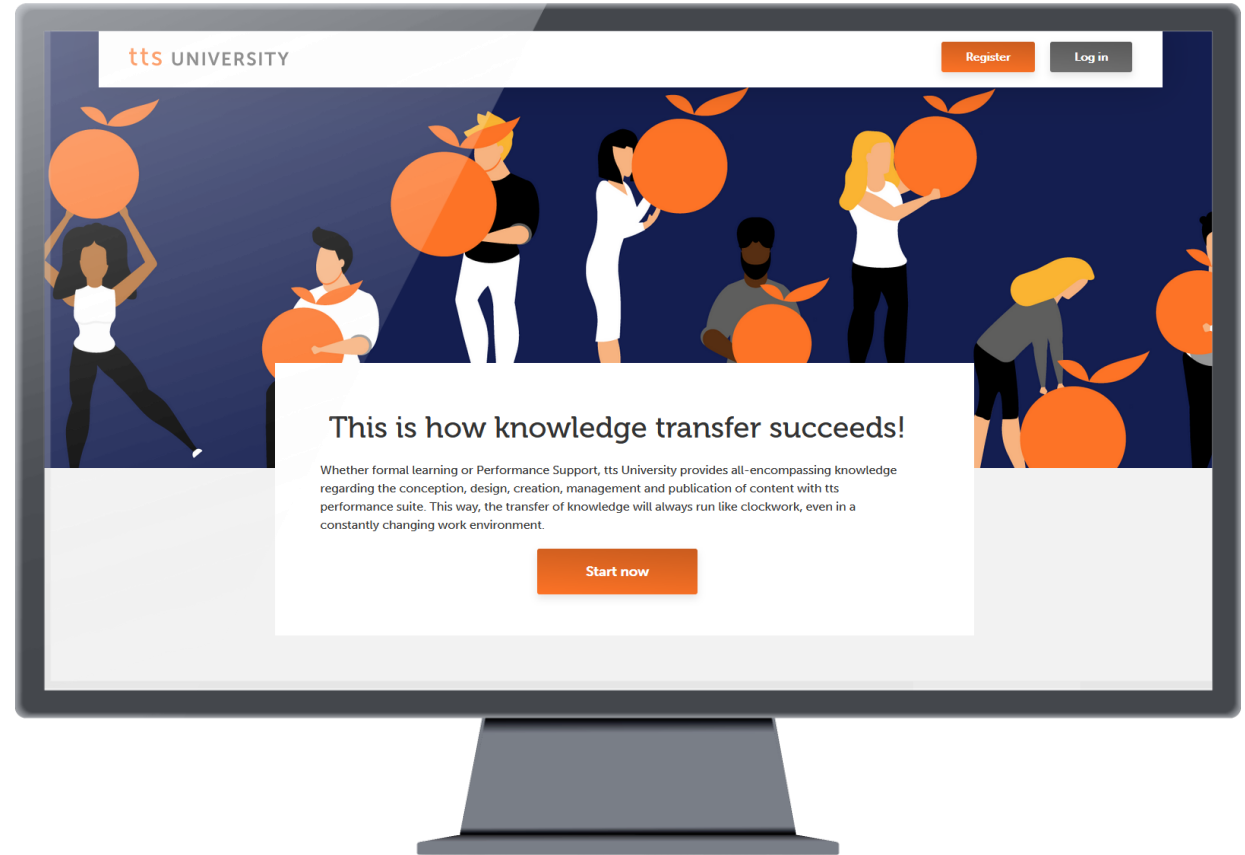 tts UNIVERSITY
Register
Log in
This is how knowledge transfer succeeds!
Whether formal learning or Performance Support, tts University provides all-encompassing knowledge
regarding the conception, design, creation, management and publication of content with tts
performance suite. This way, the transfer of knowledge will always run like clockwork, even in a
constantly changing work environment.
Start now